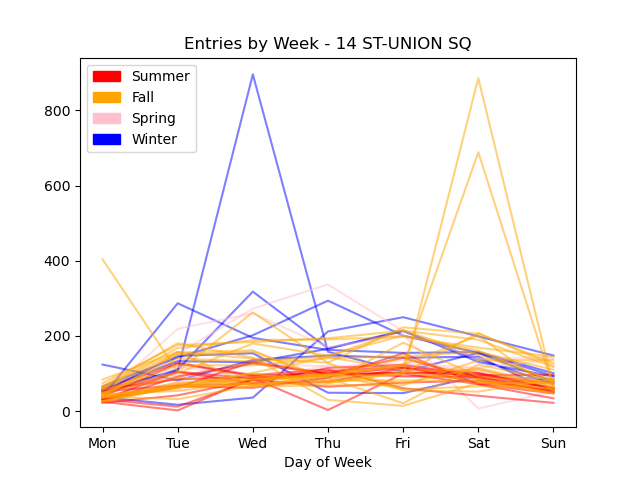 Entries by Week - 14 ST-UNION SQ
Summer
Fall
Spring
Winter
800
600
400
200
0
Mon Tue Wed Thu Fri Sat Sun
Day of Week